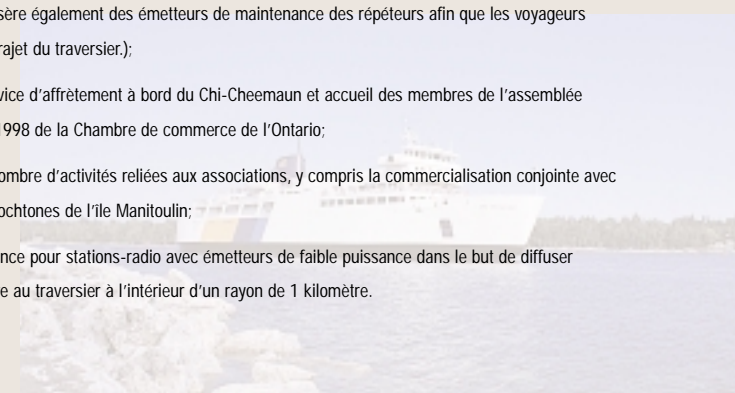 sère également des émetteurs de maintenance des répéteurs afin que les voyageurs
rajet du traversier.);
vice d'affrètement à bord du Chi-Cheemaun et accueil des membres de l'assemblée
1998 de la Chambre de commerce de l'Ontario;
ombre d'activités reliées aux associations, y compris la commercialisation conjointe avec
ochtones de l'île Manitoulin;
nce pour stations-radio avec émetteurs de faible puissance dans le but de diffuser
e au traversier à l'intérieur d'un rayon de 1 kilomètre.